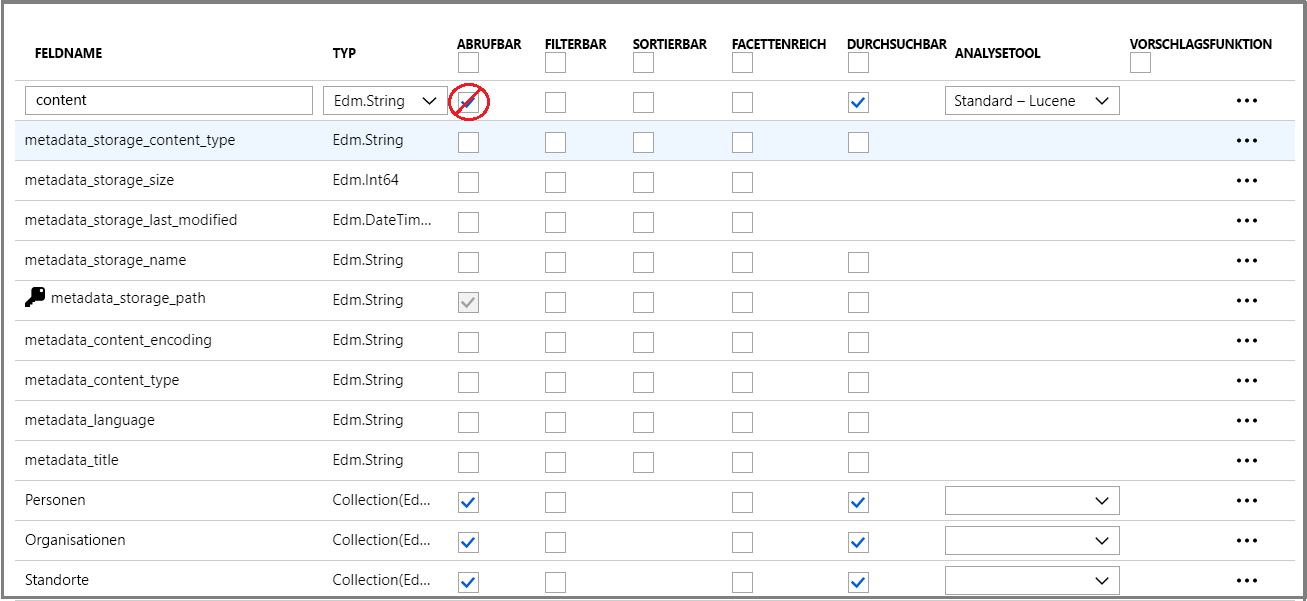 FELDNAME TYP ABRUFBAR FILTERBAR SORTIERBAR FACETTENREICH DURCHSUCHBAR ANALYSETOOL VORSCHLAGSFUNKTION
content Edm.String Standard – Lucene
metadata_storage_content_type Edm.String
metadata_storage_size Edm.Int64
metadata_storage_last_modified Edm.DateTim...
metadata_storage_name Edm.String
metadata_storage_path Edm.String
metadata_content_encoding Edm.String
metadata_content_type Edm.String
metadata_language Edm.String
metadata_title Edm.String
Personen Collection(Ed...
Organisationen Collection(Ed...
Standorte Collection(Ed...